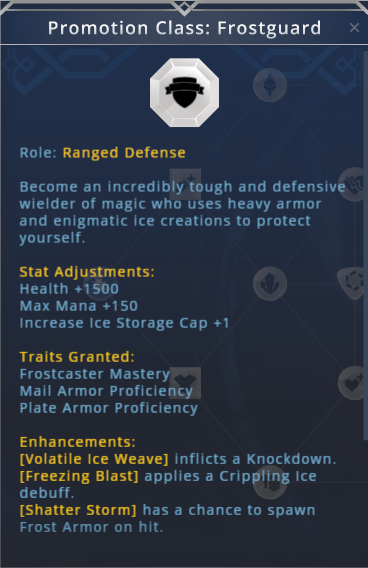 Promotion Class: Frostguard
Role: Ranged Defense
Become an incredibly tough and defensive
wielder of magic who uses heavy armor
and enigmatic ice creations to protect
yourself.
Stat Adjustments:
Health +1500
Max Mana +150
Increase Ice Storage Cap +1
Traits Granted:
Frostcaster Mastery
Mail Armor Proficiency
Plate Armor Proficiency
Enhancements:
[Volatile Ice Weave] inflicts a Knockdown.
[Freezing Blast] applies a Crippling Ice
debuff.
[Shatter Storm] has a chance to spawn
Frost Armor on hit.